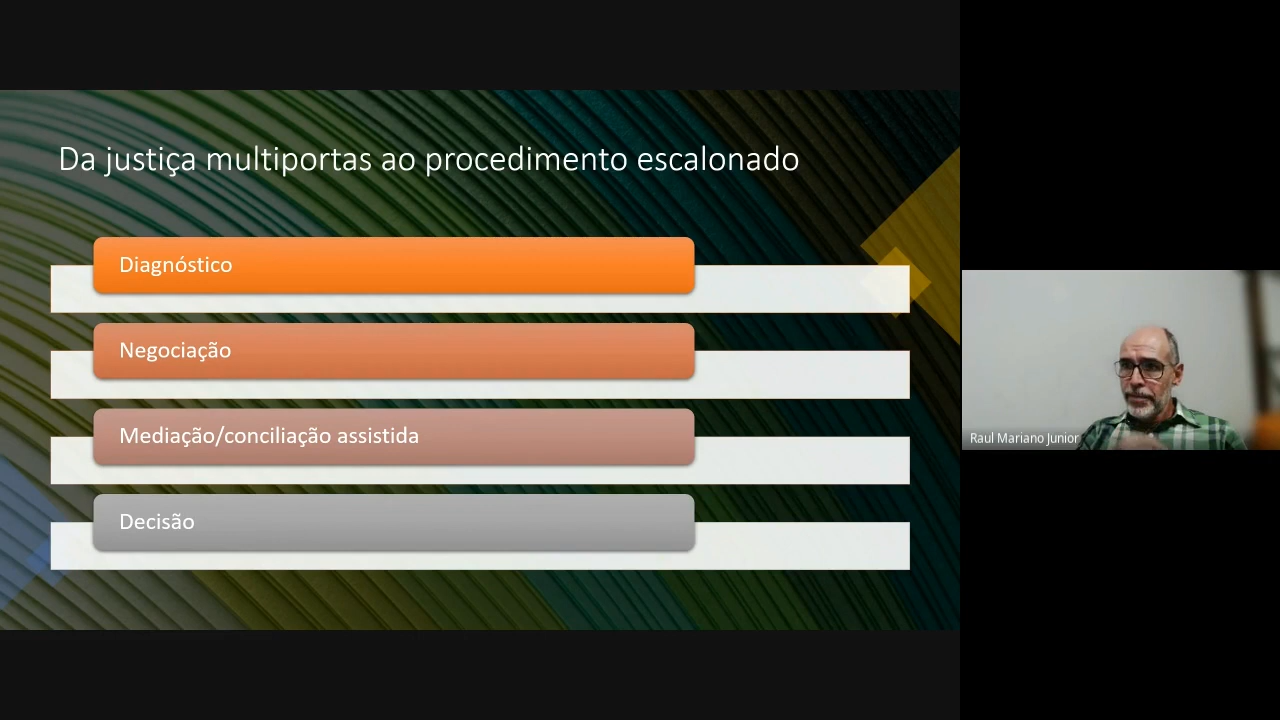 Da justiça multiportas ao procedimento escalonado
Diagnóstico
Negociação
Mediação/conciliação assistida
Decisão
Raul Mariano Junior